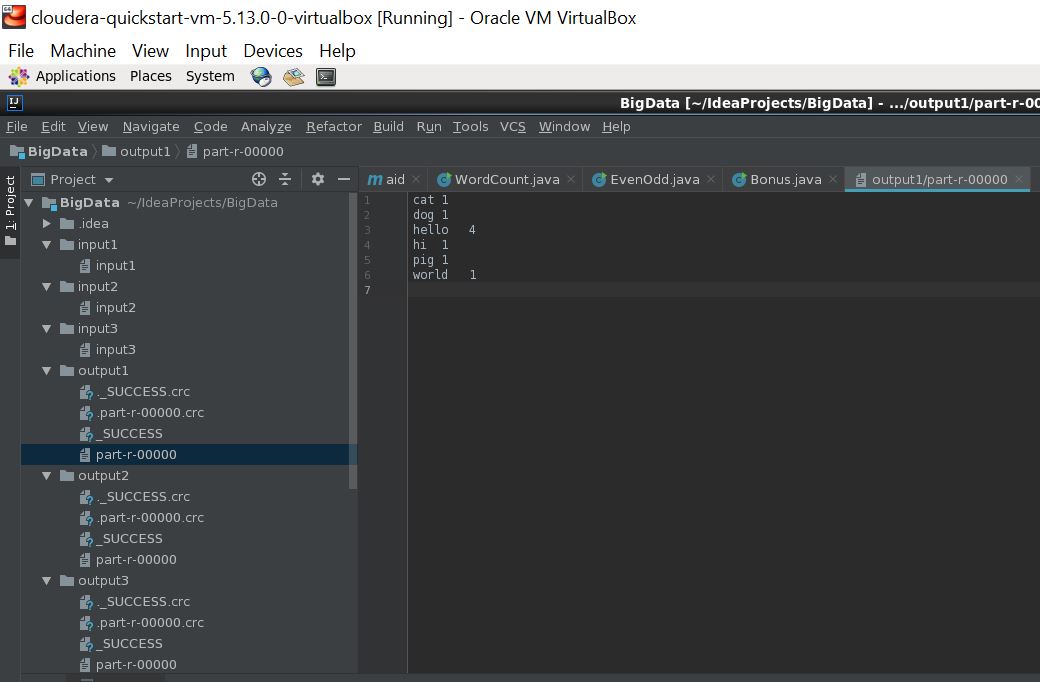 cloudera-quickstart-vm-5.13.0-0-virtualbox [Running] - Oracle VM VirtualBox
File Machine View Input Devices Help
Applications Places System
IJ BigData [~/IdeaProjects/BigData] - .../output1/part-r-00
File Edit View Navigate Code Analyze Refactor Build Run Tools VCS Window Help
BigData output1 part-r-00000
1: Project
Project
m aid WordCount.java EvenOdd.java Bonus.java output1/part-r-00000
BigData ~/IdeaProjects/BigData
.idea
input1
input1
input2
input2
input3
input3
output1
._SUCCESS.crc
.part-r-00000.crc
_SUCCESS
part-r-00000
output2
._SUCCESS.crc
.part-r-00000.crc
_SUCCESS
part-r-00000
output3
._SUCCESS.crc
.part-r-00000.crc
_SUCCESS
part-r-00000
1 cat 1
2 dog 1
3 hello 4
4 hi 1
5 pig 1
6 world 1
7